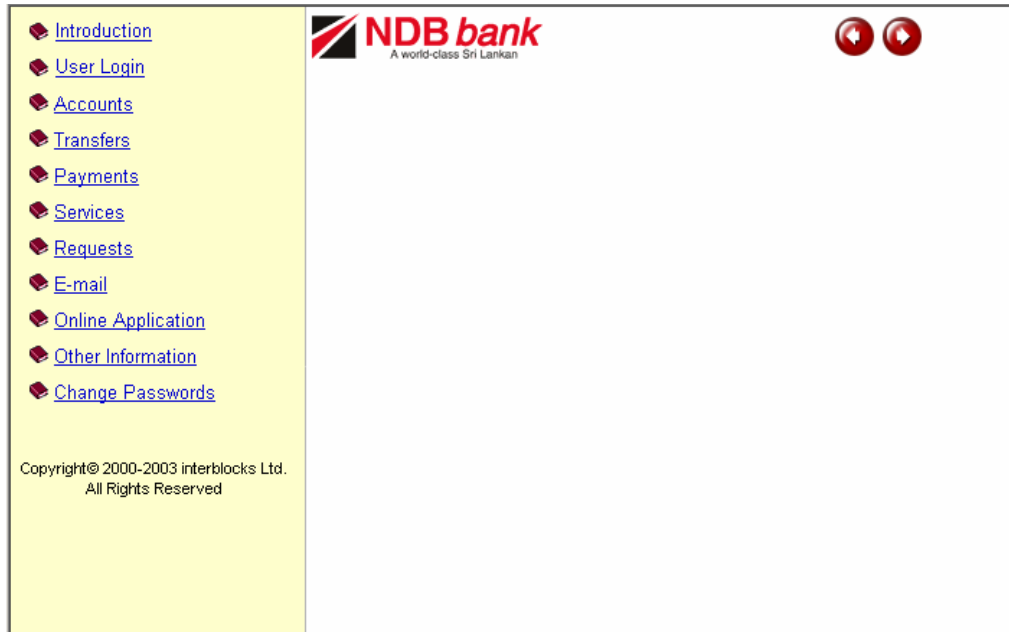 Introduction
User Login
Accounts
Transfers
Payments
Services
Requests
E-mail
Online Application
Other Information
Change Passwords
Copyright© 2000-2003 interblocks Ltd.
All Rights Reserved
NDB bank
A world-class Sri Lankan